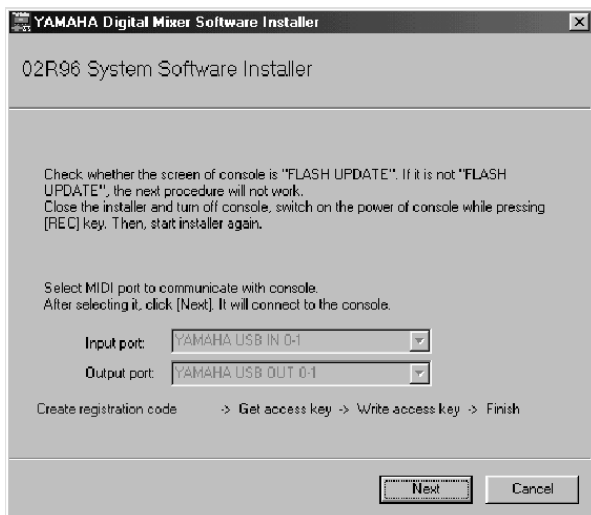 YAMAHA Digital Mixer Software Installer
02R96 System Software Installer
Check whether the screen of console is "FLASH UPDATE". If it is not "FLASH
UPDATE", the next procedure will not work.
Close the installer and turn off console, switch on the power of console while pressing
[REC] key. Then, start installer again.
Select MIDI port to communicate with console.
After selecting it, click [Next]. It will connect to the console.
Input port: YAMAHA USB IN 0-1
Output port: YAMAHA USB OUT 0-1
Create registration code -> Get access key -> Write access key -> Finish
Next Cancel